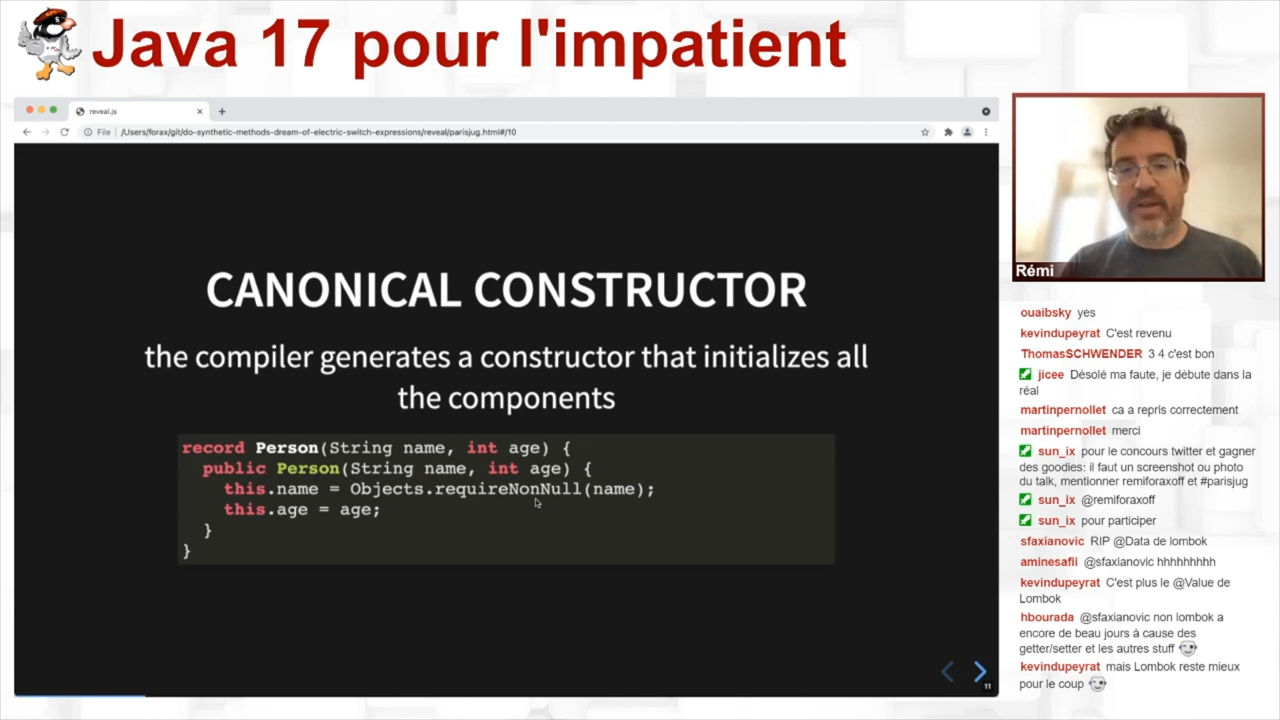 Java 17 pour l'impatient
reveal.js
File
/Users/forax/git/do-synthetic-methods-dream-of-electric-switch-expressions/reveal/parisjug.html#/10
CANONICAL CONSTRUCTOR
the compiler generates a constructor that initializes all
the components
record Person(String name, int age) {
public Person(String name, int age) {
this.name = Objects.requireNonNull(name);
this.age = age;
}
}
11
Rémi
ouaibsky yes
kevindupeyrat C'est revenu
ThomasSCHWENDER 3 4 c'est bon
jicee Désolé ma faute, je débute dans la
réal
martinpernollet ca a repris correctement
martinpernollet merci
sun_ix pour le concours twitter et gagner
des goodies: il faut un screenshot ou photo
du talk, mentionner remiforaxoff et #parisjug
sun_ix @remiforaxoff
sun_ix pour participer
sfaxianovic RIP @Data de lombok
aminesafii @sfaxianovic hhhhhhhhh
kevindupeyrat C'est plus le @Value de
Lombok
hbourada @sfaxianovic non lombok a
encore de beau jours à cause des
getter/setter et les autres stuff
kevindupeyrat mais Lombok reste mieux
pour le coup